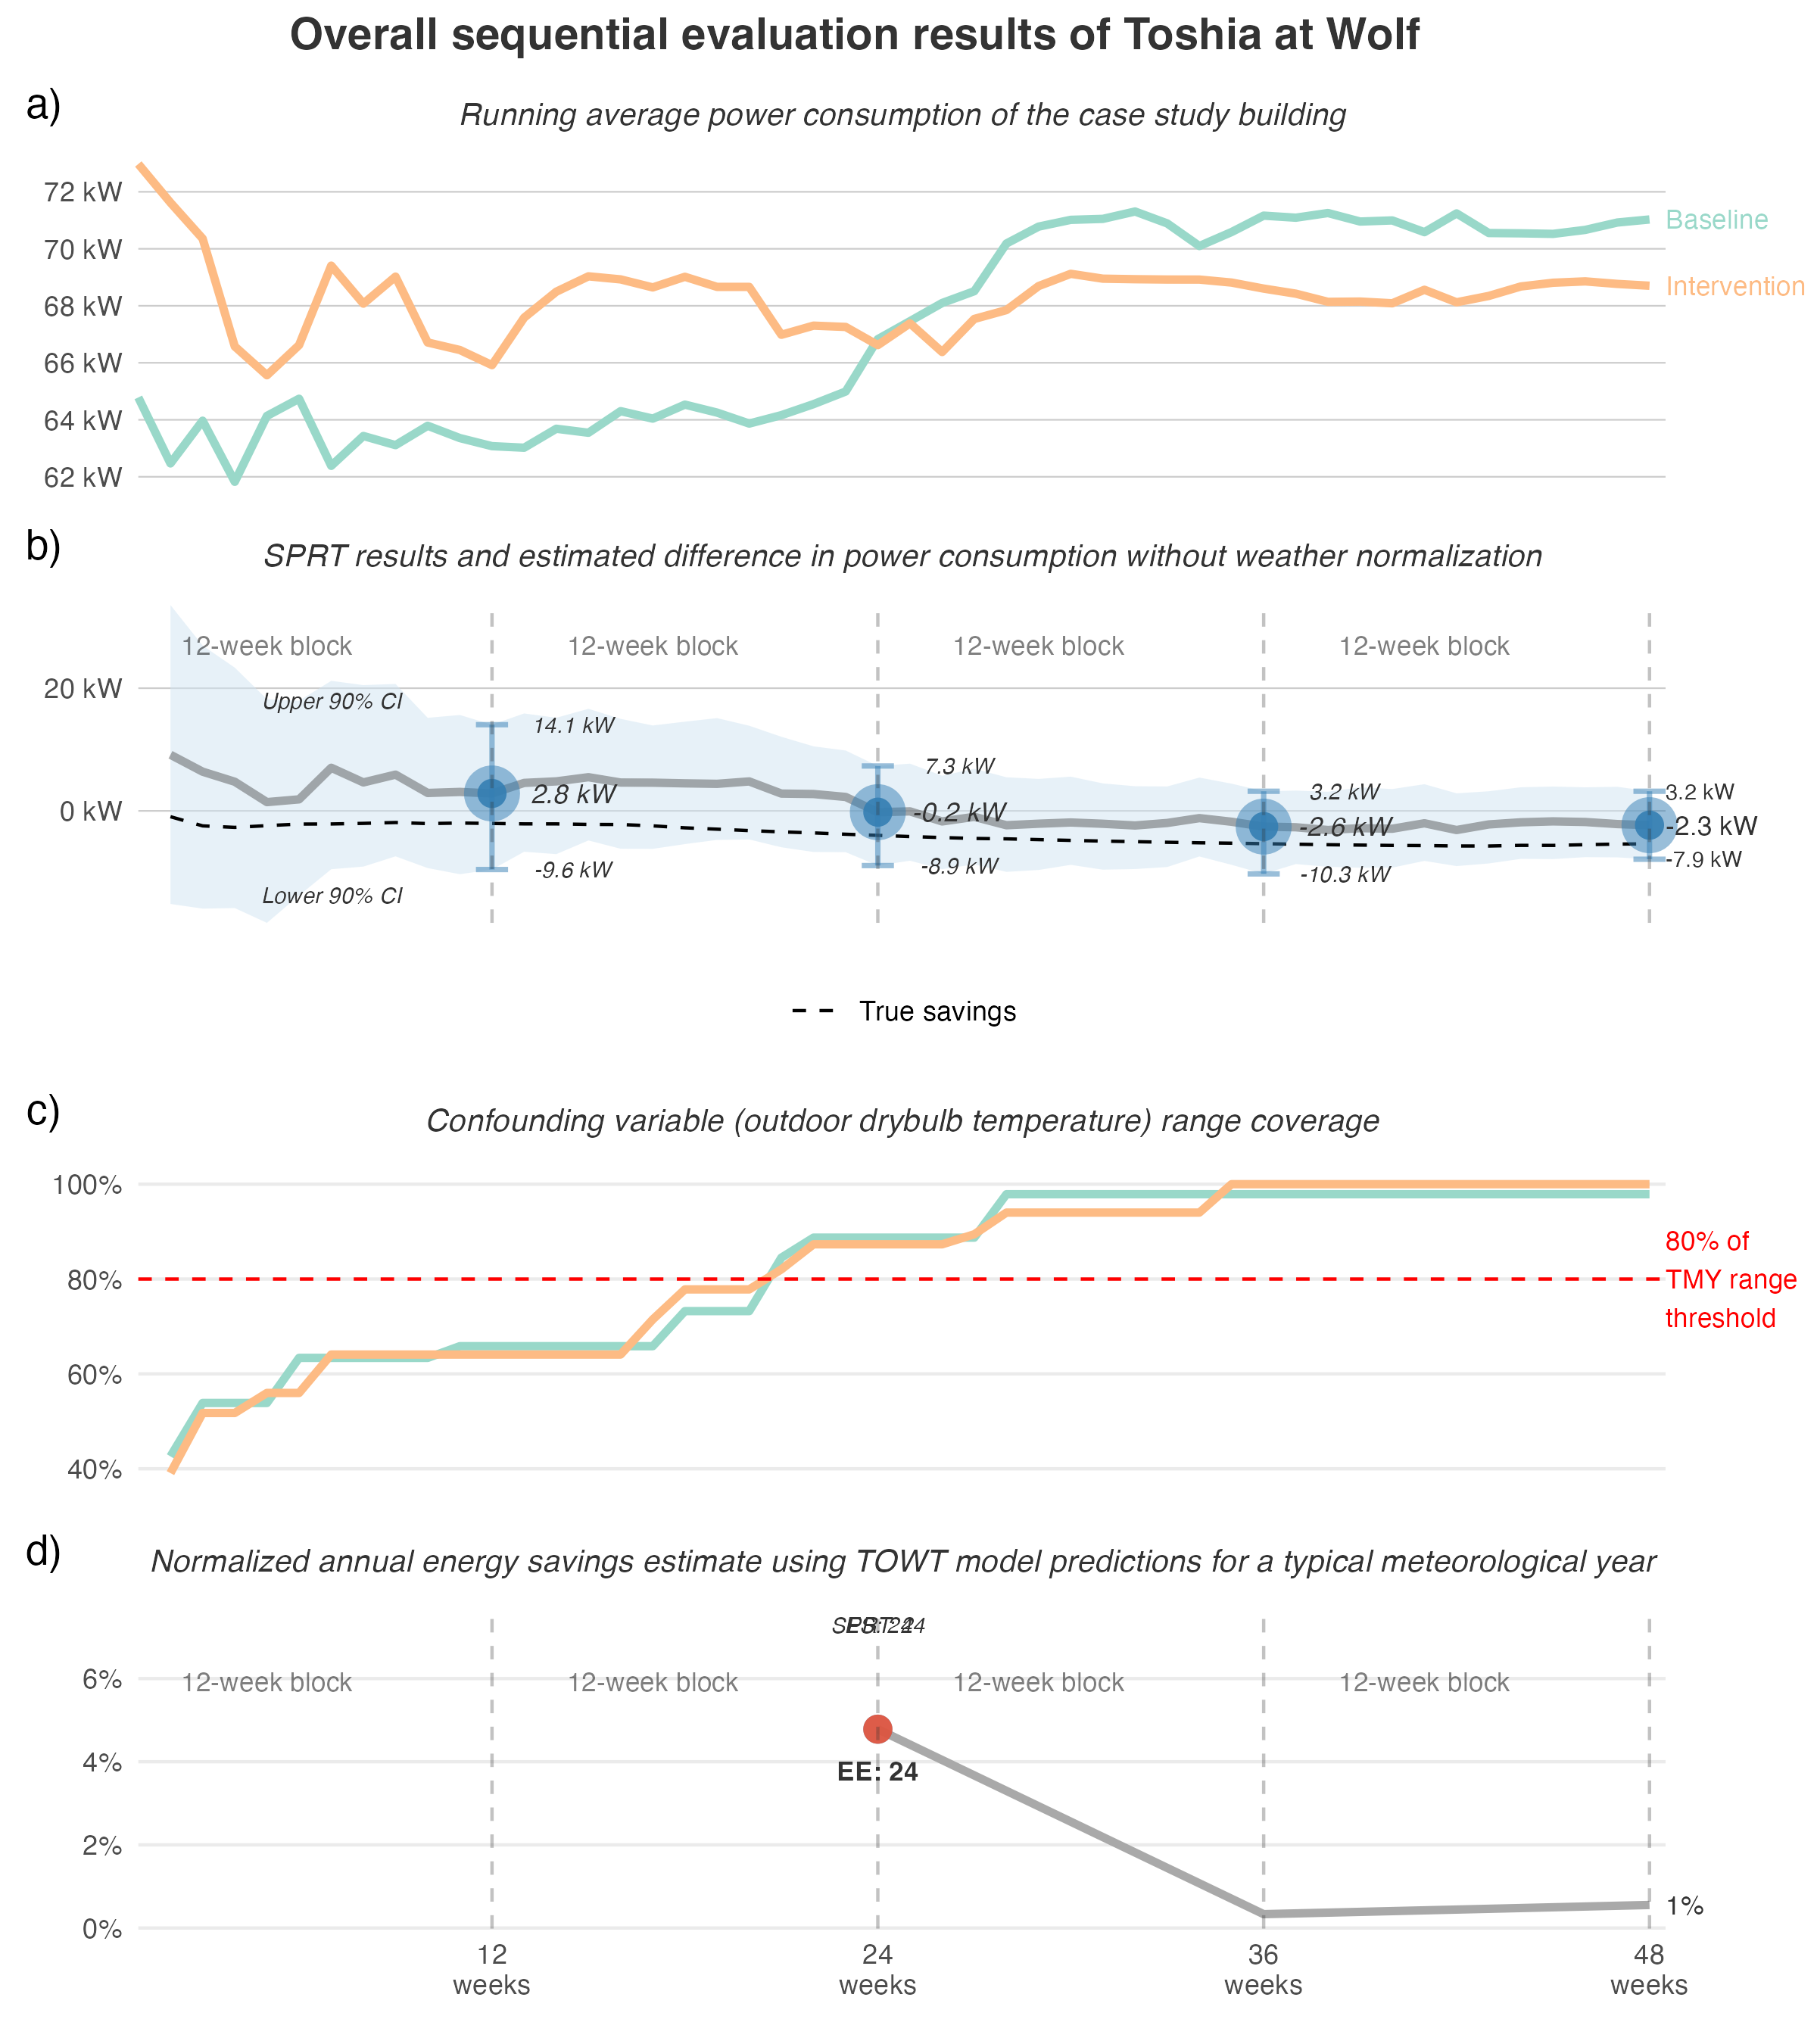 Overall sequential evaluation results of Toshia at Wolf
a)
Running average power consumption of the case study building
72 kW
70 kW
68 kW
66 kW
64 kW
62 kW
Baseline
Intervention
b)
SPRT results and estimated difference in power consumption without weather normalization
12-week block
12-week block
12-week block
12-week block
20 kW
0 kW
Upper 90% CI
Lower 90% CI
14.1 kW
2.8 kW
-9.6 kW
7.3 kW
-0.2 kW
-8.9 kW
3.2 kW
-2.6 kW
-10.3 kW
3.2 kW
-2.3 kW
-7.9 kW
True savings
c)
Confounding variable (outdoor drybulb temperature) range coverage
100%
80%
60%
40%
80% of
TMY range
threshold
d)
Normalized annual energy savings estimate using TOWT model predictions for a typical meteorological year
12-week block
12-week block
12-week block
12-week block
6%
4%
2%
0%
EE: 24
1%
12
weeks
24
weeks
36
weeks
48
weeks